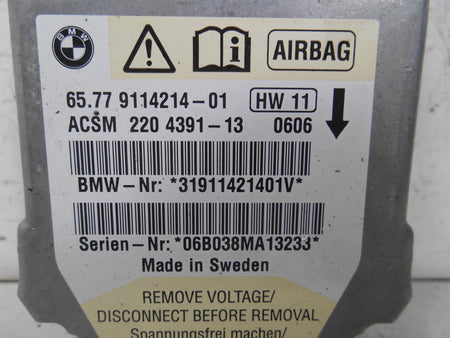 BMW
AIRBAG
65.77 9114214-01 HW 11
ACSM 220 4391-13 0606
BMW-Nr: *31911421401V*
Serien-Nr: *06B038MA13233*
Made in Sweden
REMOVE VOLTAGE/
DISCONNECT BEFORE REMOVAL
Spannungsfrei machen/